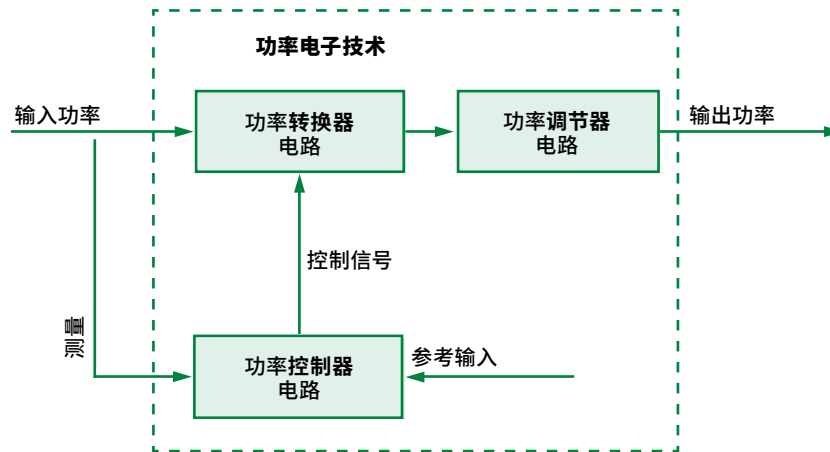 功率电子技术
输入功率
功率转换器
电路
功率调节器
电路
输出功率
控制信号
测量
功率控制器
电路
参考输入